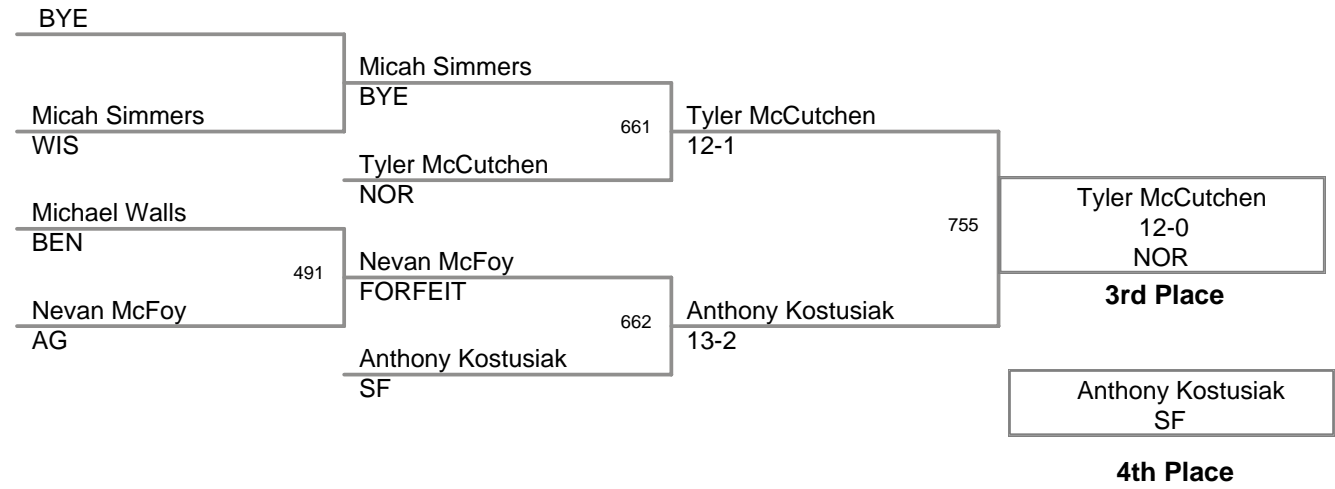 BYE
Micah Simmers
WIS
Michael Walls
BEN
491
Nevan McFoy
AG
Micah Simmers
BYE
661
Tyler McCutchen
NOR
Nevan McFoy
FORFEIT
662
Anthony Kostusiak
SF
Tyler McCutchen
12-1
755
Anthony Kostusiak
13-2
Tyler McCutchen
12-0
NOR
3rd Place
Anthony Kostusiak
SF
4th Place